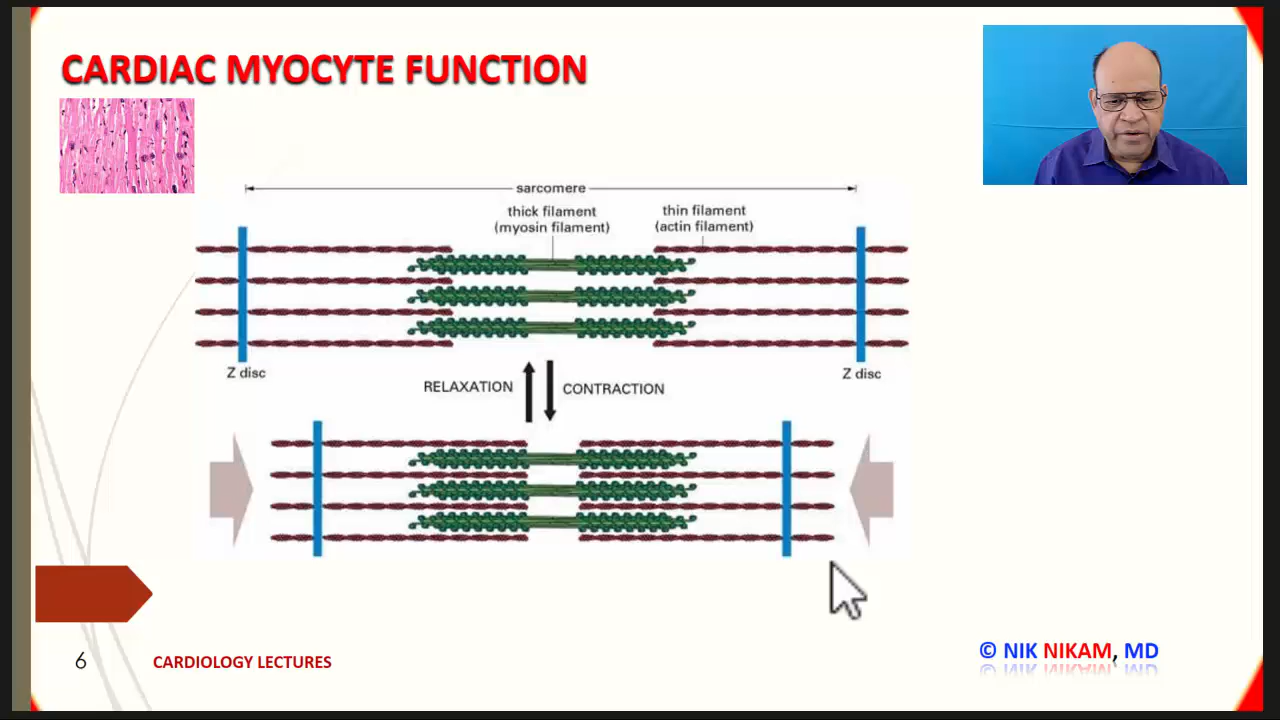 CARDIAC MYOCYTE FUNCTION
sarcomere
thick filament
(myosin filament)
thin filament
(actin filament)
Z disc
Z disc
RELAXATION
CONTRACTION
6
CARDIOLOGY LECTURES
© NIK NIKAM, MD